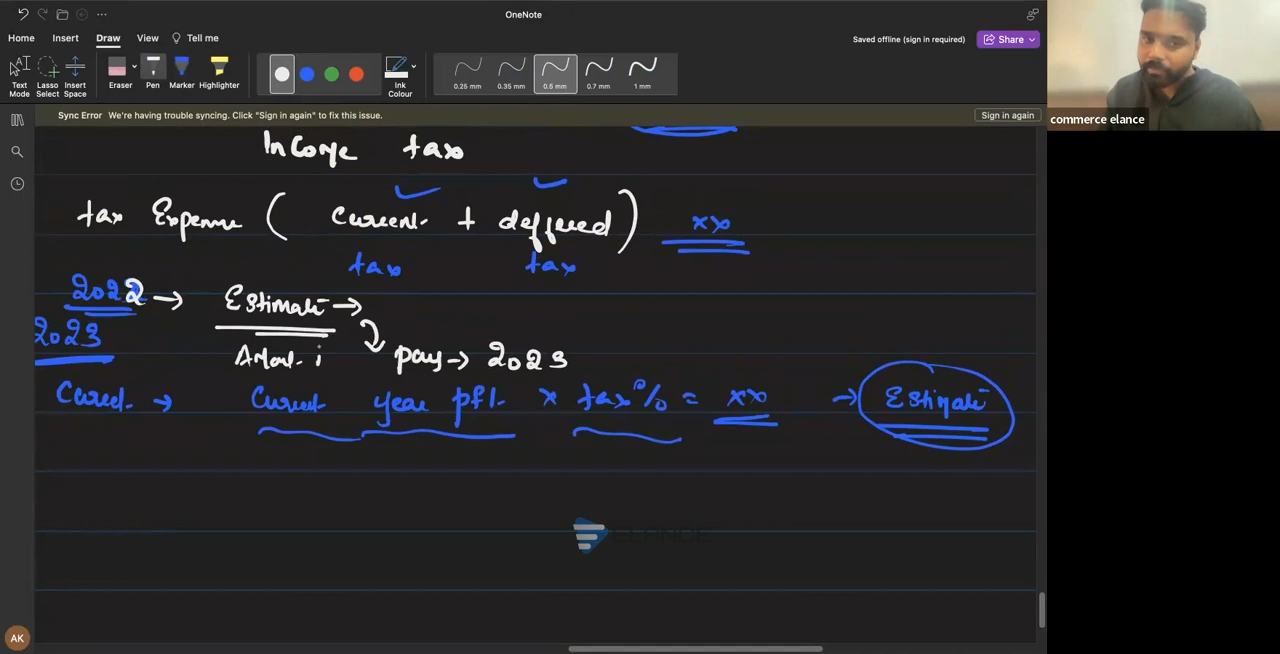 OneNote
Home Insert Draw View Tell me
Saved offline (sign in required) Share
Text Mode Lasso Select Insert Space Eraser Pen Marker Highlighter Ink Colour 0.25 mm 0.35 mm 0.5 mm 0.7 mm 1 mm
Sync Error We're having trouble syncing. Click "Sign in again" to fix this issue. Sign in again
commerce elance
Income tax
tax Expense ( Current + deffered ) xx
tax tax
2022 → Estimate →
2023
pay → 2023
Current → Current year pft × tax % = xx → Estimate
ELANCE
AK